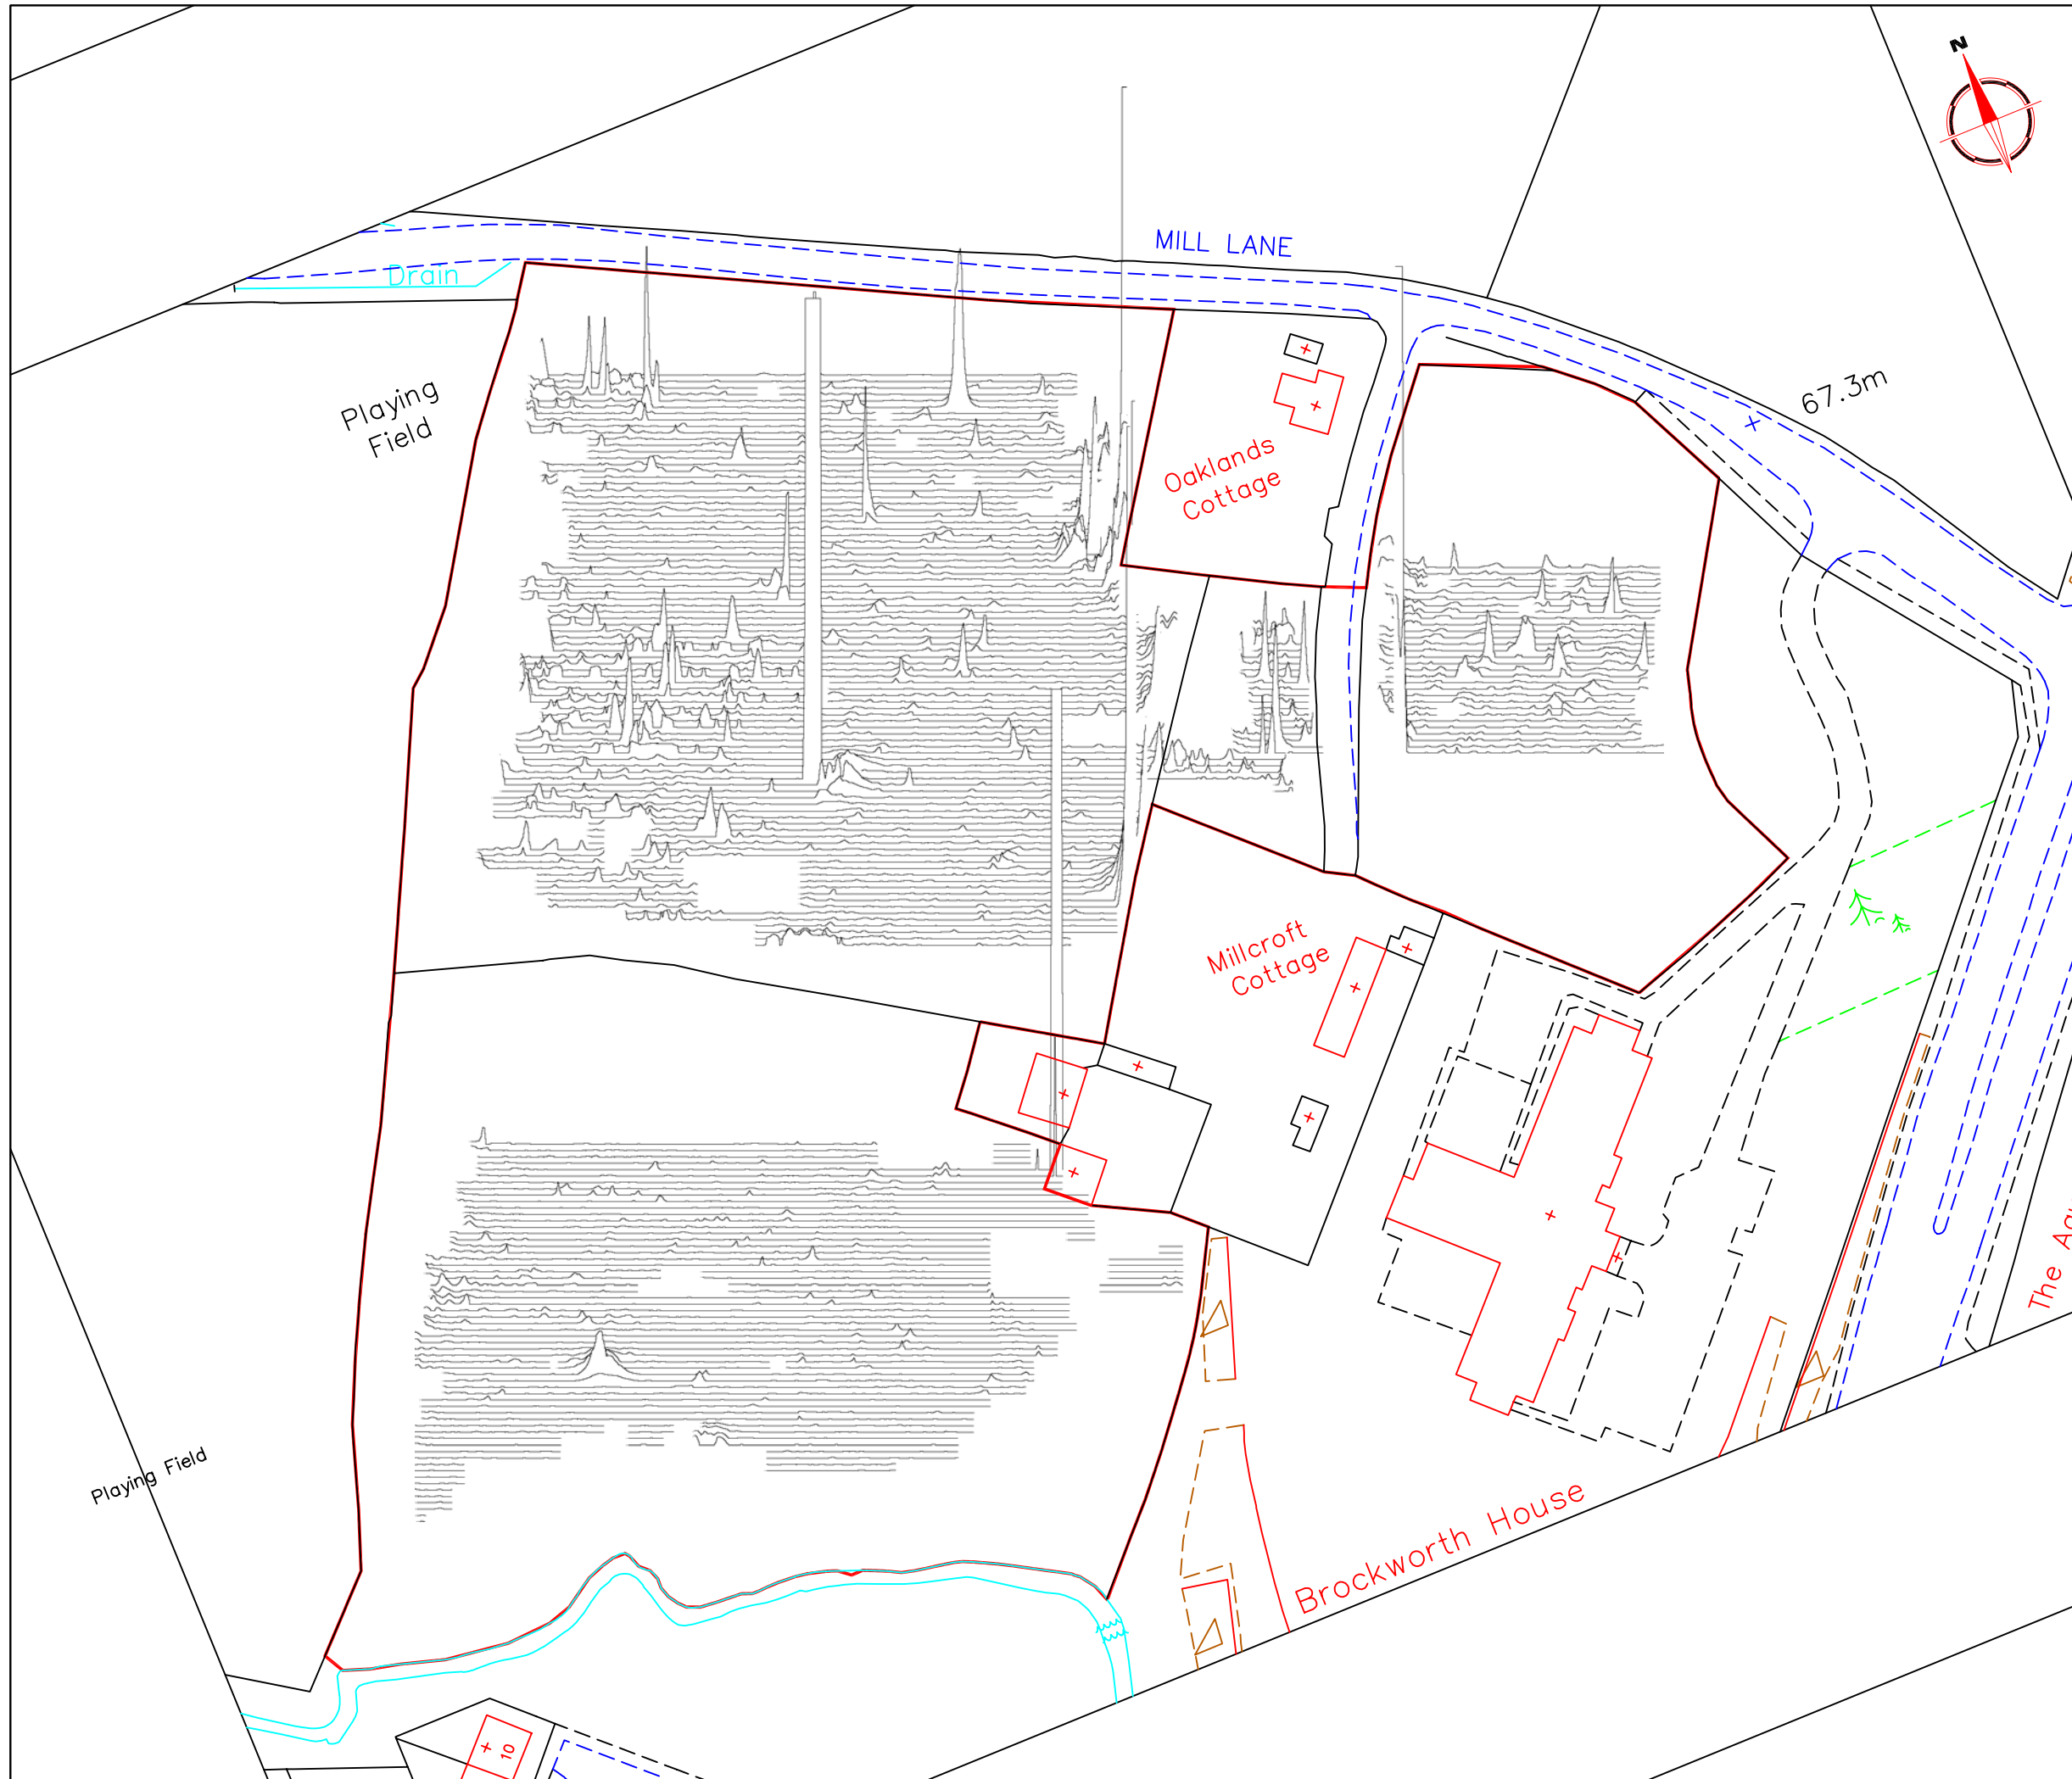 N
MILL LANE
Drain
67.3m
Playing
Field
Oaklands
Cottage
Millcroft
Cottage
The
Playing Field
Brockworth House
10